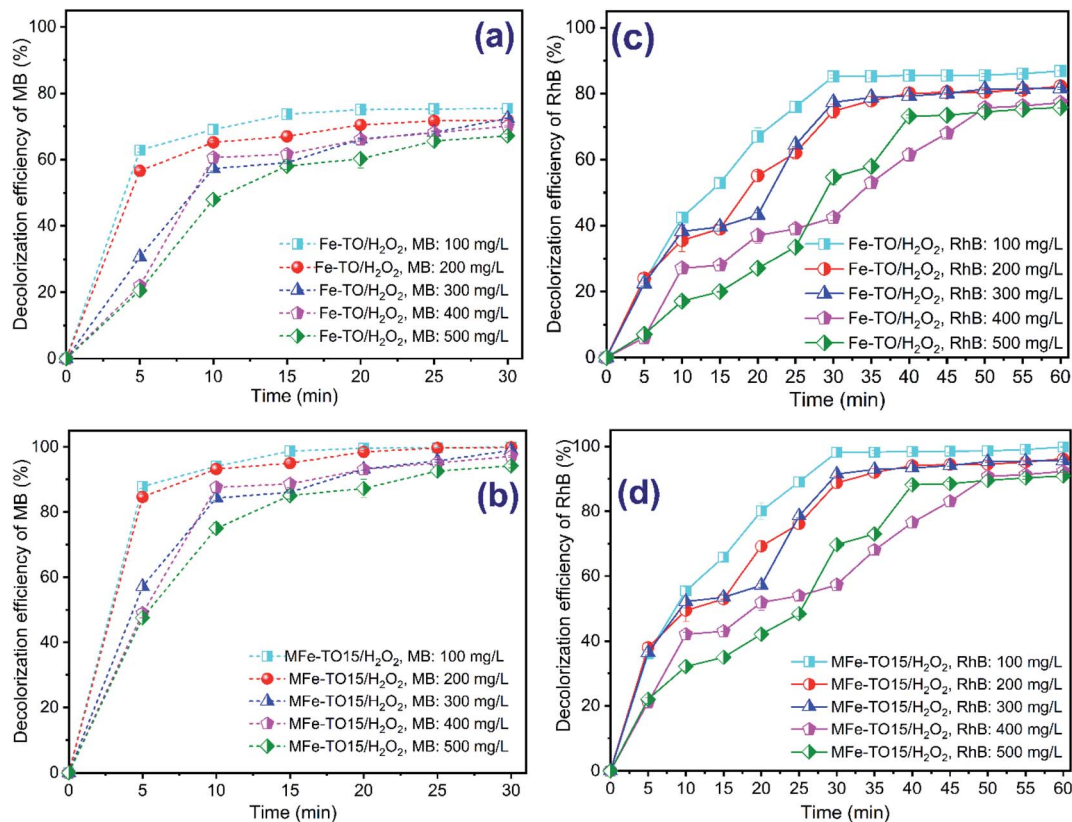 (a)
Decolorization efficiency of MB (%)
100
80
60
40
20
0
Fe-TO/H₂O₂, MB: 100 mg/L
Fe-TO/H₂O₂, MB: 200 mg/L
Fe-TO/H₂O₂, MB: 300 mg/L
Fe-TO/H₂O₂, MB: 400 mg/L
Fe-TO/H₂O₂, MB: 500 mg/L
0 5 10 15 20 25 30
Time (min)
(c)
Decolorization efficiency of RhB (%)
100
80
60
40
20
0
Fe-TO/H₂O₂, RhB: 100 mg/L
Fe-TO/H₂O₂, RhB: 200 mg/L
Fe-TO/H₂O₂, RhB: 300 mg/L
Fe-TO/H₂O₂, RhB: 400 mg/L
Fe-TO/H₂O₂, RhB: 500 mg/L
0 5 10 15 20 25 30 35 40 45 50 55 60
Time (min)
(b)
Decolorization efficiency of MB (%)
100
80
60
40
20
0
MFe-TO15/H₂O₂, MB: 100 mg/L
MFe-TO15/H₂O₂, MB: 200 mg/L
MFe-TO15/H₂O₂, MB: 300 mg/L
MFe-TO15/H₂O₂, MB: 400 mg/L
MFe-TO15/H₂O₂, MB: 500 mg/L
0 5 10 15 20 25 30
Time (min)
(d)
Decolorization efficiency of RhB (%)
100
80
60
40
20
0
MFe-TO15/H₂O₂, RhB: 100 mg/L
MFe-TO15/H₂O₂, RhB: 200 mg/L
MFe-TO15/H₂O₂, RhB: 300 mg/L
MFe-TO15/H₂O₂, RhB: 400 mg/L
MFe-TO15/H₂O₂, RhB: 500 mg/L
0 5 10 15 20 25 30 35 40 45 50 55 60
Time (min)